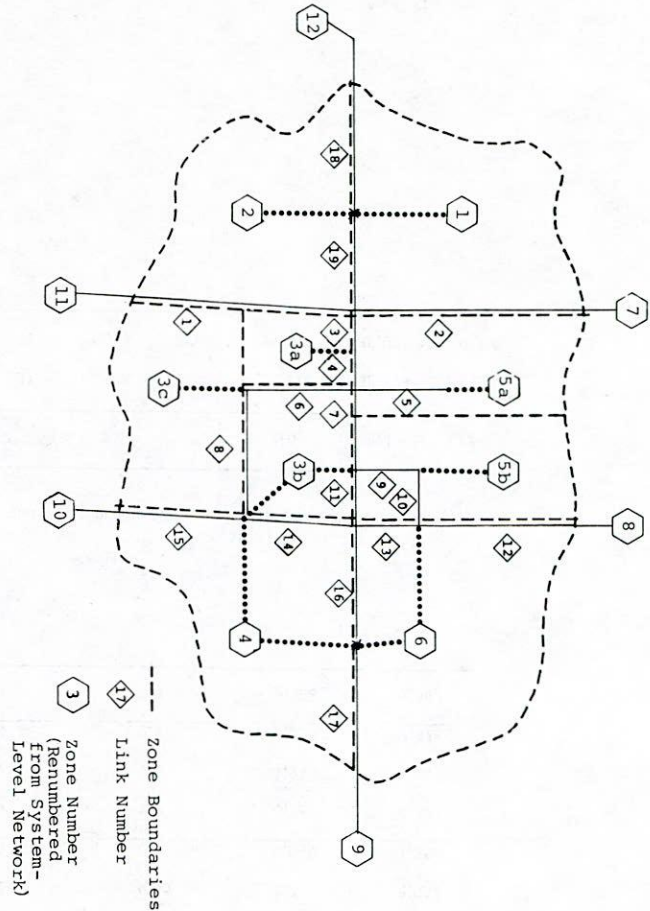 7
8
12
5a
5b
1
2
6
5
10
9
13
9
12
18
19
3
4
7
11
16
17
3a
6
3b
14
2
4
8
1
15
3c
11
10
Zone Boundaries
17 Link Number
3 Zone Number
(Renumbered
from System-
Level Network)